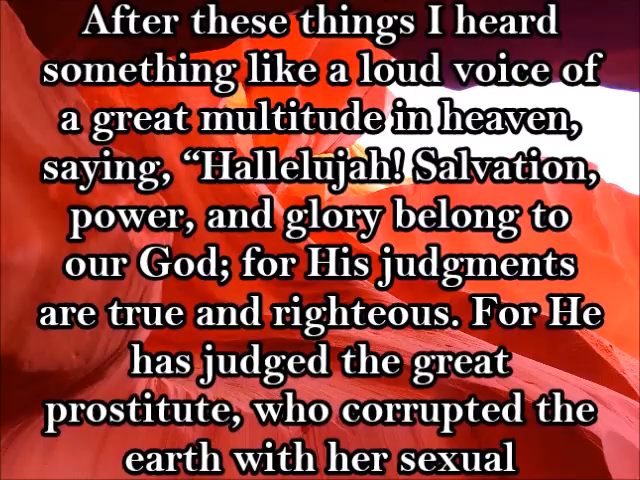 After these things I heard
something like a loud voice of
a great multitude in heaven,
saying, “Hallelujah! Salvation,
power, and glory belong to
our God; for His judgments
are true and righteous. For He
has judged the great
prostitute, who corrupted the
earth with her sexual